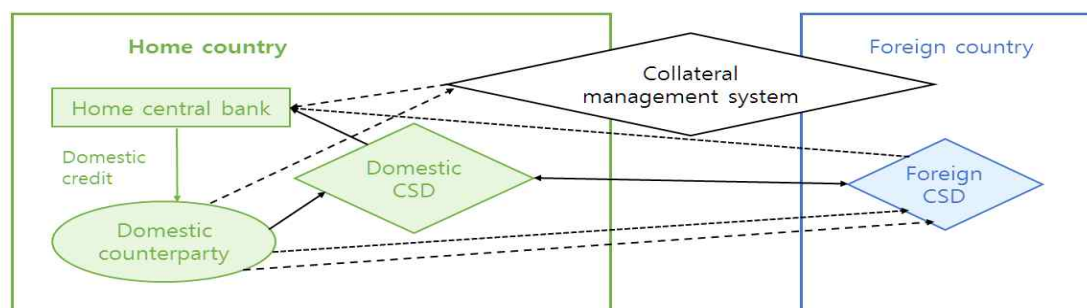 Home country
Foreign country
Collateral
management system
Home central bank
Domestic
credit
Domestic
CSD
Foreign
CSD
Domestic
counterparty